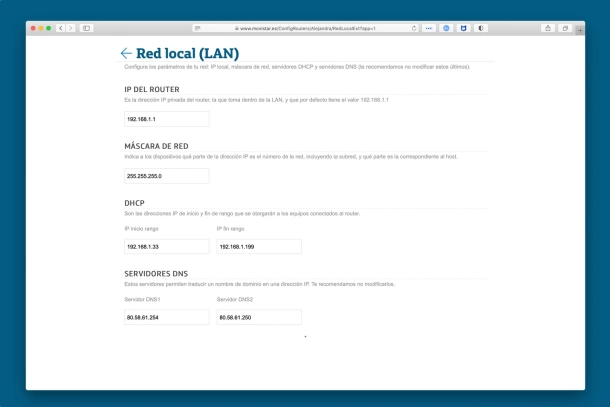 www.movistar.es/ConfigRouters/Alejandra/RedLocalExt?app=1
← Red local (LAN)
Configure los parámetros de tu red: IP local, máscara de red, servidores DHCP y servidores DNS (te recomendamos no modificar estos últimos).
IP DEL ROUTER
Es la dirección IP privada del router, la que toma dentro de la LAN, y que por defecto tiene el valor 192.168.1.1
192.168.1.1
MÁSCARA DE RED
Indica a los dispositivos qué parte de la dirección IP es el número de la red, incluyendo la subred, y qué parte es la correspondiente al host.
255.255.255.0
DHCP
Son las direcciones IP de inicio y fin de rango que se otorgarán a los equipos conectados al router.
IP inicio rango IP fin rango
192.168.1.33 192.168.1.199
SERVIDORES DNS
Estos servidores permiten traducir un nombre de dominio en una dirección IP. Te recomendamos no modificarlos.
Servidor DNS1 Servidor DNS2
80.58.61.254 80.58.61.250